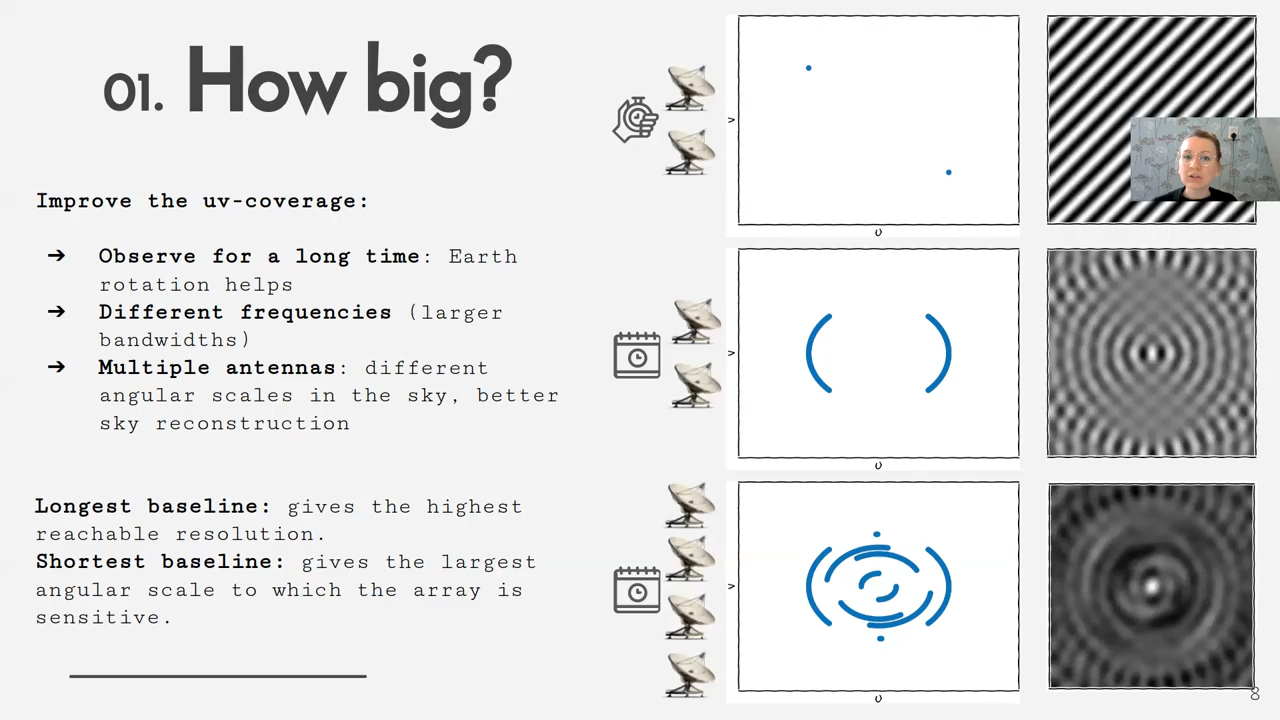 01. How big?
Improve the uv-coverage:
➔ Observe for a long time: Earth
rotation helps
➔ Different frequencies (larger
bandwidths)
➔ Multiple antennas: different
angular scales in the sky, better
sky reconstruction
Longest baseline: gives the highest
reachable resolution.
Shortest baseline: gives the largest
angular scale to which the array is
sensitive.
v
u
v
u
v
u
8